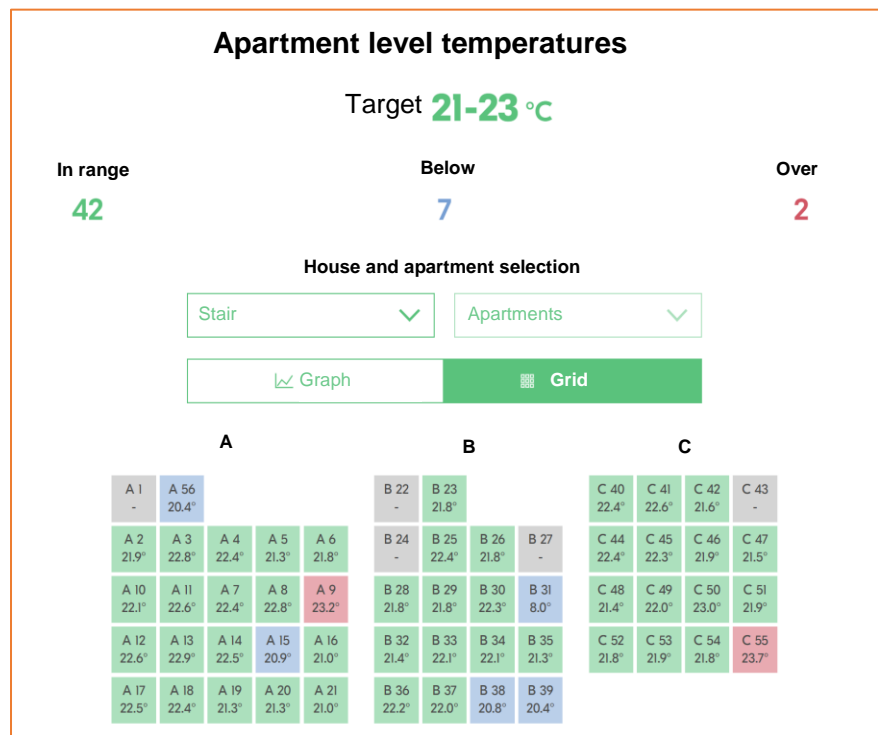 Apartment level temperatures
Target 21-23 °C
In range Below Over
42 7 2
House and apartment selection
Stair Apartments
Graph Grid
A B C
A 1 A 56 B 22 B 23 C 40 C 41 C 42 C 43
- 20.4° - 21.8° 22.4° 22.6° 21.6° -
A 2 A 3 A 4 A 5 A 6 B 24 B 25 B 26 B 27 C 44 C 45 C 46 C 47
21.9° 22.8° 22.4° 21.3° 21.8° - 22.4° 21.8° - 22.4° 22.3° 21.9° 21.5°
A 10 A 11 A 7 A 8 A 9 B 28 B 29 B 30 B 31 C 48 C 49 C 50 C 51
22.1° 22.6° 22.4° 22.8° 23.2° 21.8° 21.8° 22.3° 8.0° 21.4° 22.0° 23.0° 21.9°
A 12 A 13 A 14 A 15 A 16 B 32 B 33 B 34 B 35 C 52 C 53 C 54 C 55
22.6° 22.9° 22.5° 20.9° 21.0° 21.4° 22.1° 22.1° 21.3° 21.8° 21.9° 21.8° 23.7°
A 17 A 18 A 19 A 20 A 21 B 36 B 37 B 38 B 39
22.5° 22.4° 21.3° 21.3° 21.0° 22.2° 22.0° 20.8° 20.4°